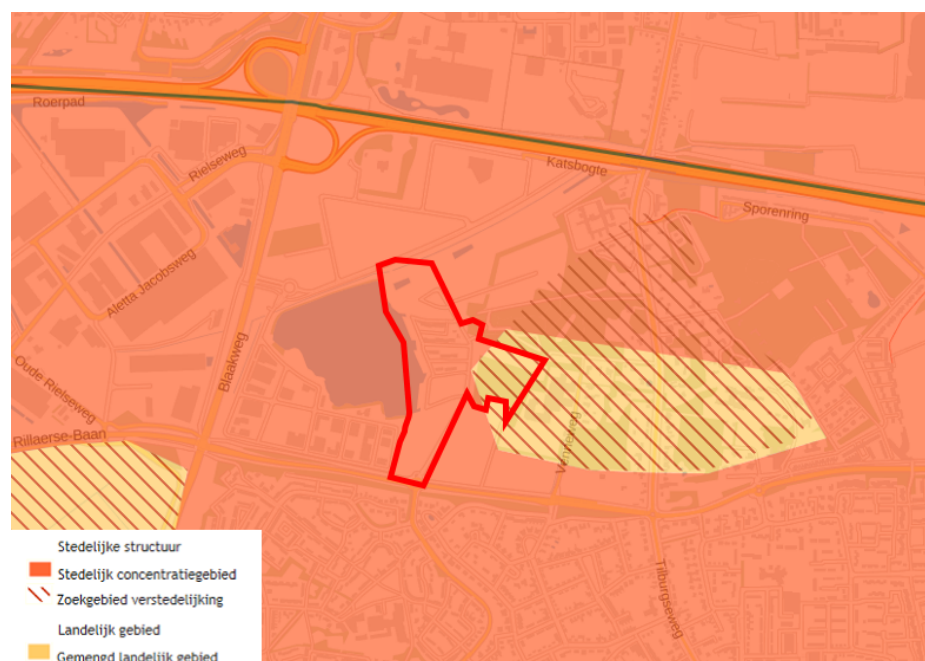 Roerpad
Rielseweg
Katsbogte
Sporenring
Aletta Jacobsweg
Blaakweg
Oude Rielseweg
Rillaerse-Baan
Venneweg
Tilburgseweg
Stedelijke structuur
Stedelijk concentratiegebied
Zoekgebied verstedelijking
Landelijk gebied
Gemengd landelijk gebied